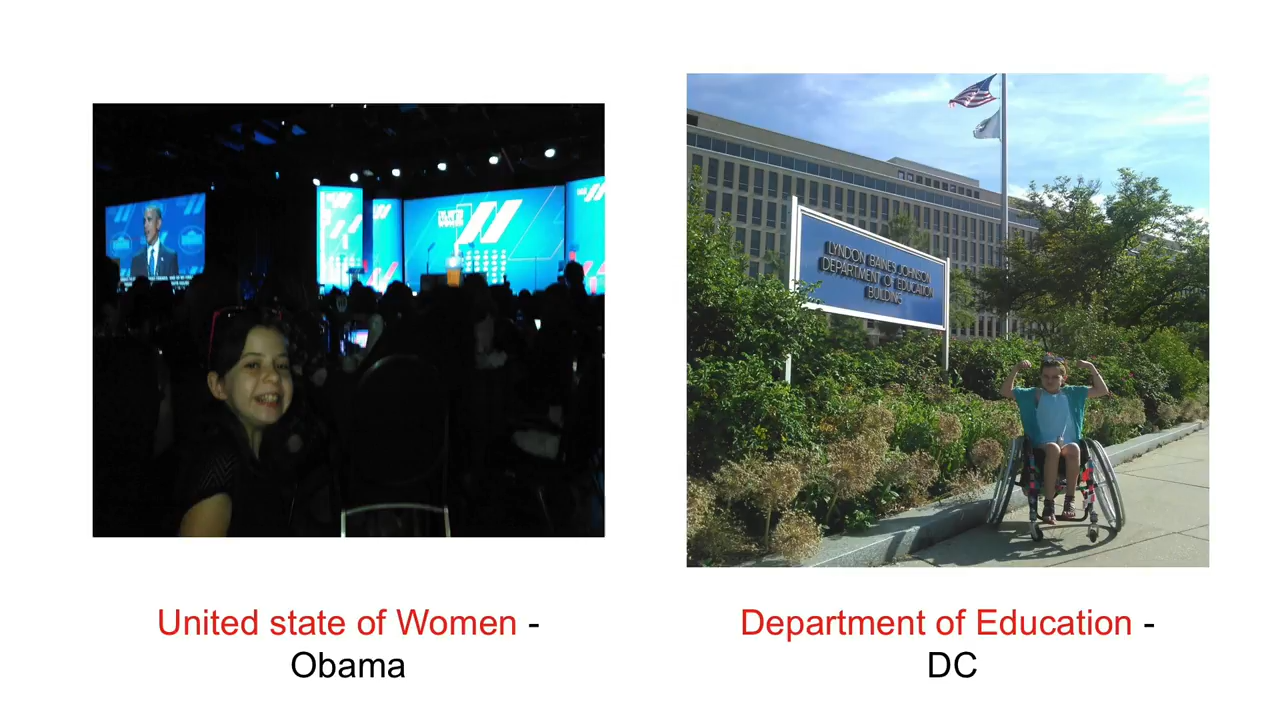 LYNDON BAINES JOHNSON
DEPARTMENT OF EDUCATION
BUILDING
United state of Women -
Obama
Department of Education -
DC